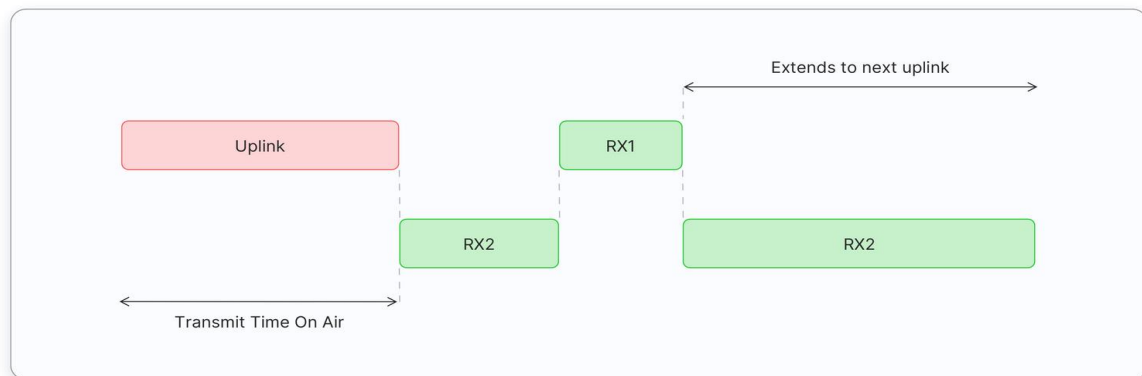 Extends to next uplink
Uplink
RX1
RX2
RX2
Transmit Time On Air